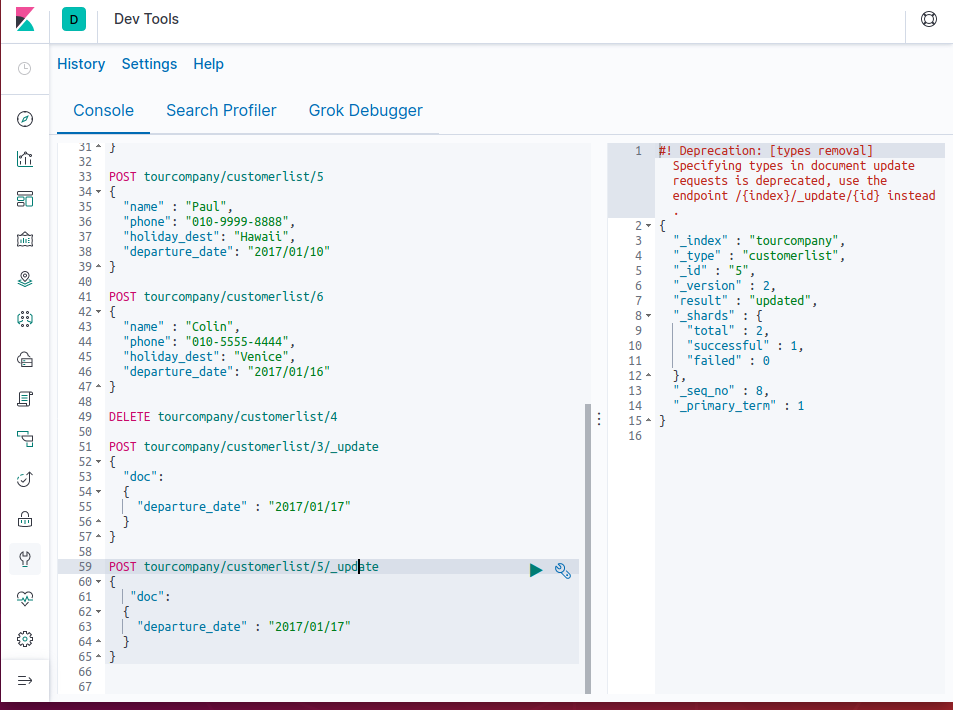 D Dev Tools
History Settings Help
Console Search Profiler Grok Debugger
31 }
32
33 POST tourcompany/customerlist/5
34 {
35 "name" : "Paul",
36 "phone": "010-9999-8888",
37 "holiday_dest": "Hawaii",
38 "departure_date": "2017/01/10"
39 }
40
41 POST tourcompany/customerlist/6
42 {
43 "name" : "Colin",
44 "phone": "010-5555-4444",
45 "holiday_dest": "Venice",
46 "departure_date": "2017/01/16"
47 }
48
49 DELETE tourcompany/customerlist/4
50
51 POST tourcompany/customerlist/3/_update
52 {
53 "doc":
54 {
55 "departure_date" : "2017/01/17"
56 }
57 }
58
59 POST tourcompany/customerlist/5/_update
60 {
61 "doc":
62 {
63 "departure_date" : "2017/01/17"
64 }
65 }
66
67
1 #! Deprecation: [types removal]
Specifying types in document update
requests is deprecated, use the
endpoint /{index}/_update/{id} instead
.
2 {
3 "_index" : "tourcompany",
4 "_type" : "customerlist",
5 "_id" : "5",
6 "_version" : 2,
7 "result" : "updated",
8 "_shards" : {
9 "total" : 2,
10 "successful" : 1,
11 "failed" : 0
12 },
13 "_seq_no" : 8,
14 "_primary_term" : 1
15 }
16